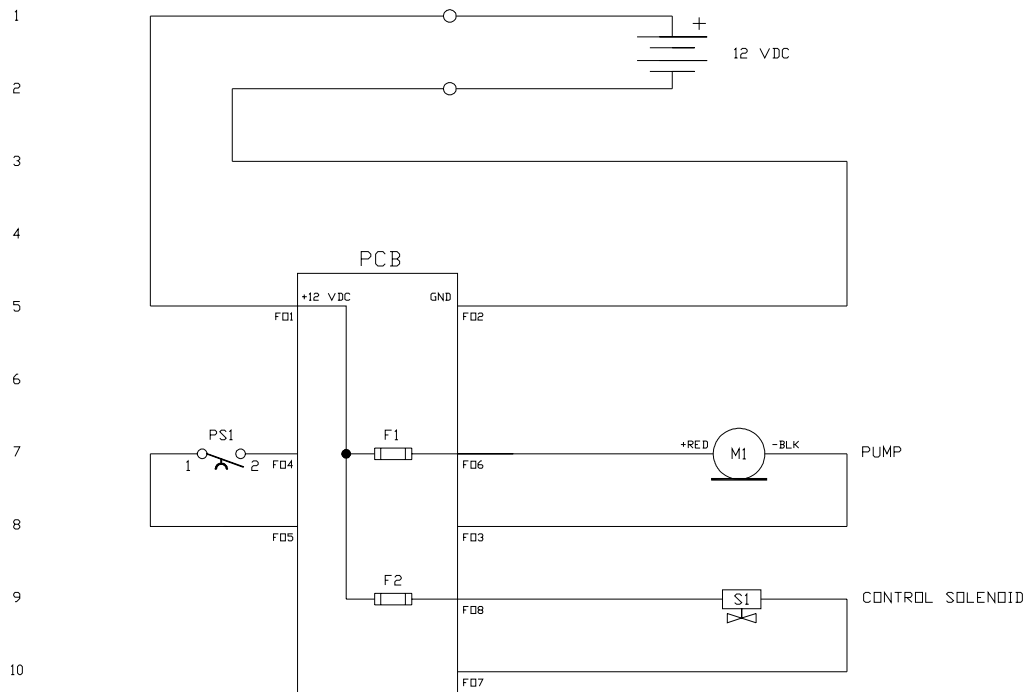 1
+
12 VDC
2
3
4
PCB
5
+12 VDC
GND
F01
F02
6
PS1
F1
+RED
M1
-BLK
7
PUMP
1
2
F04
F06
8
F05
F03
F2
9
S1
CONTROL SOLENOID
F08
10
F07